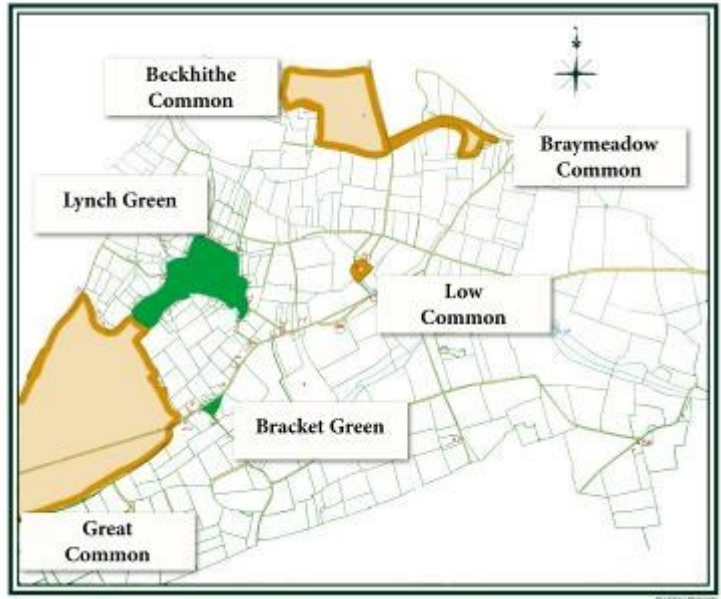 Beckhithe
Common
Braymeadow
Common
Lynch Green
Low
Common
Bracket Green
Great
Common